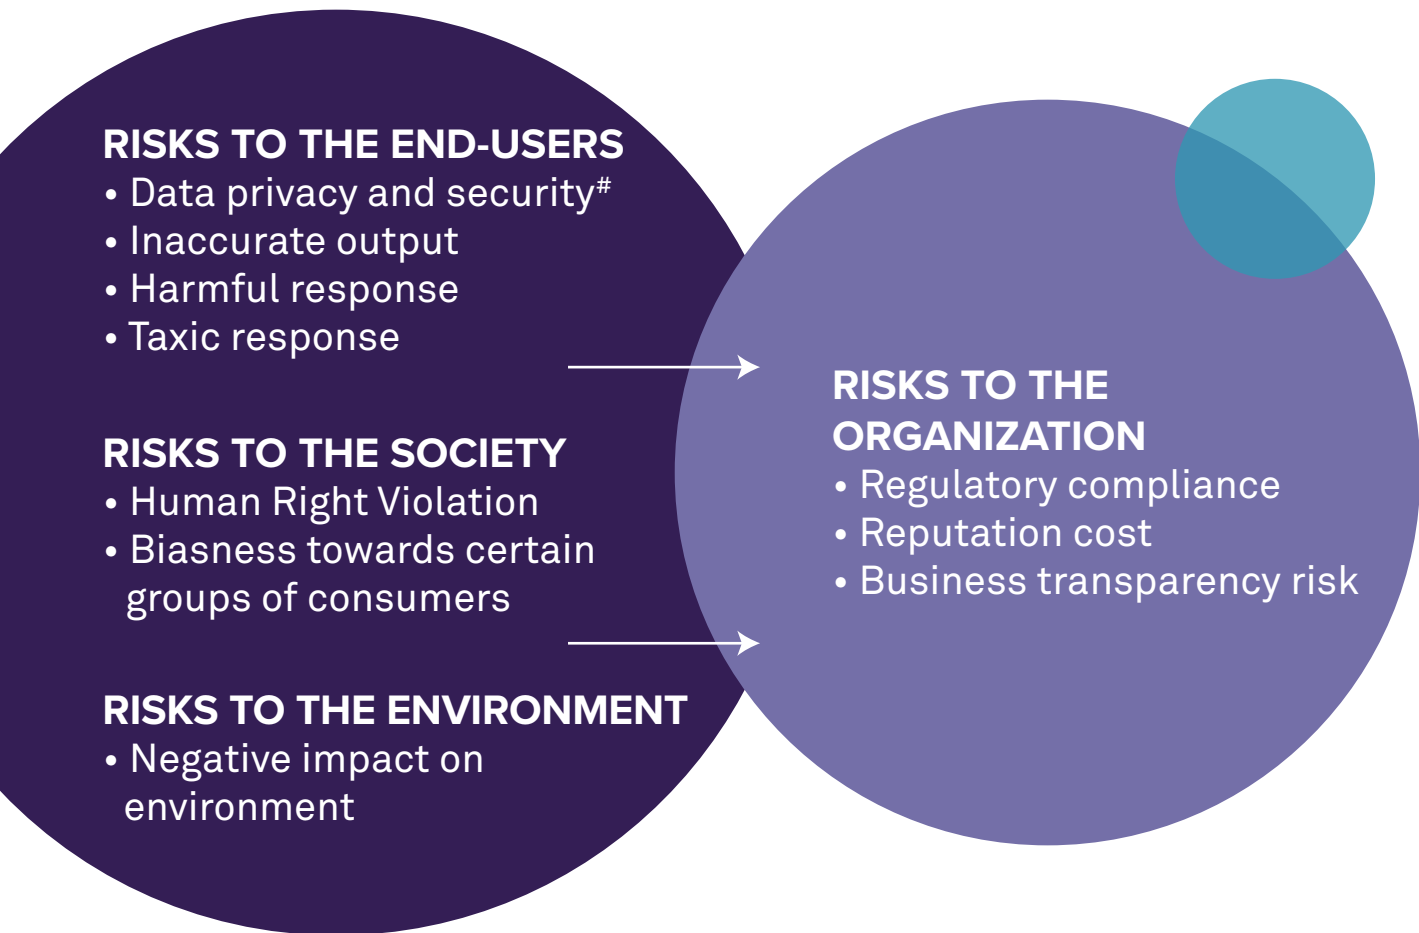 RISKS TO THE END-USERS
• Data privacy and security#
• Inaccurate output
• Harmful response
• Taxic response
RISKS TO THE SOCIETY
• Human Right Violation
• Biasness towards certain
groups of consumers
RISKS TO THE ENVIRONMENT
• Negative impact on
environment
RISKS TO THE
ORGANIZATION
• Regulatory compliance
• Reputation cost
• Business transparency risk